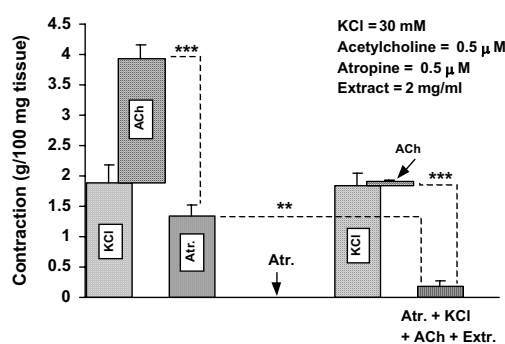 KCl = 30 mM
Acetylcholine = 0.5 μ M
Atropine = 0.5 μ M
Extract = 2 mg/ml
Contraction (g/100 mg tissue)
4.5
4
3.5
3
2.5
2
1.5
1
0.5
0
KCl
ACh
***
Atr.
Atr.
**
KCl
ACh
***
Atr. + KCl
+ ACh + Extr.